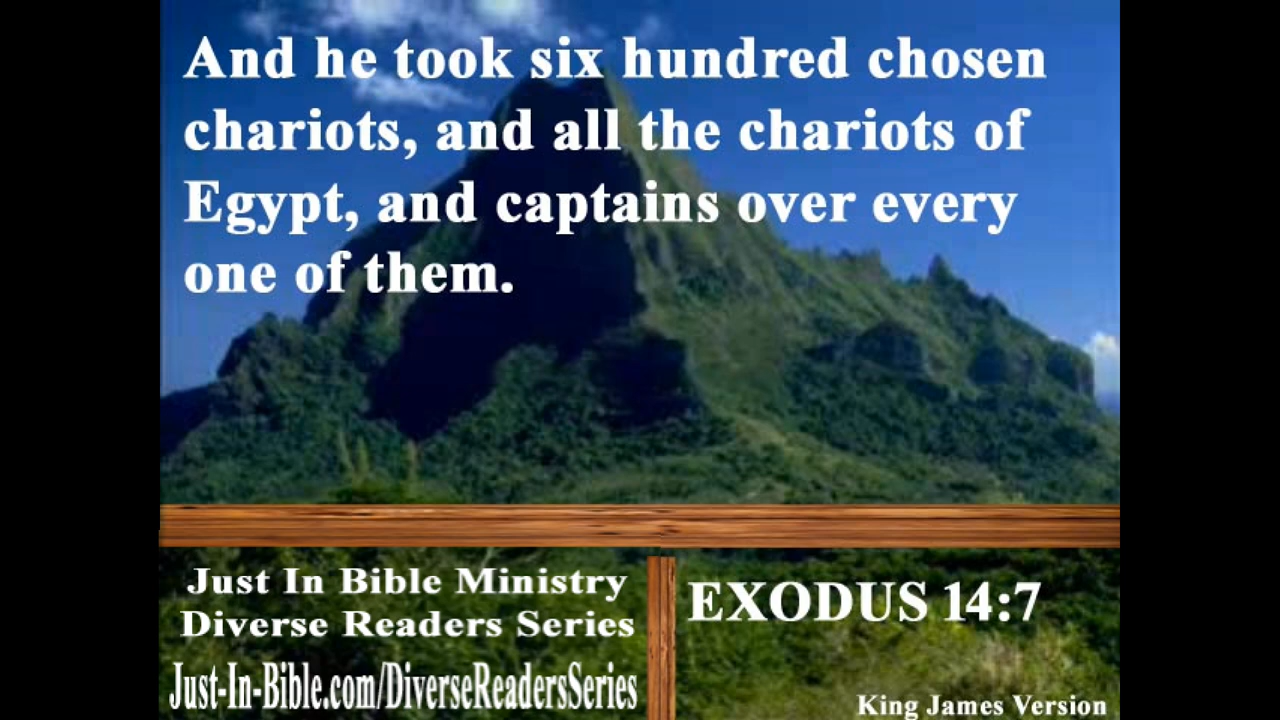 And he took six hundred chosen
chariots, and all the chariots of
Egypt, and captains over every
one of them.
Just In Bible Ministry
Diverse Readers Series
Just-In-Bible.com/DiverseReadersSeries
EXODUS 14:7
King James Version